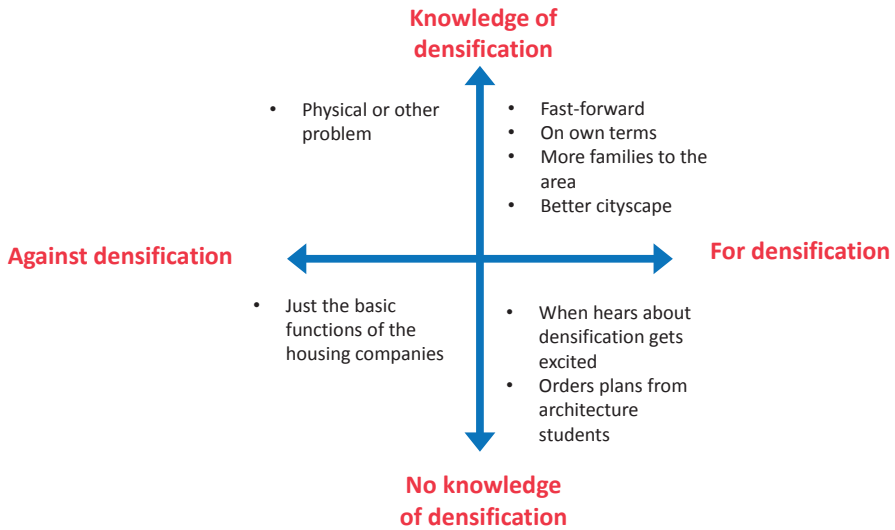 Knowledge of
densification
• Physical or other
problem
• Fast-forward
• On own terms
• More families to the
area
• Better cityscape
Against densification
For densification
• Just the basic
functions of the
housing companies
• When hears about
densification gets
excited
• Orders plans from
architecture
students
No knowledge
of densification